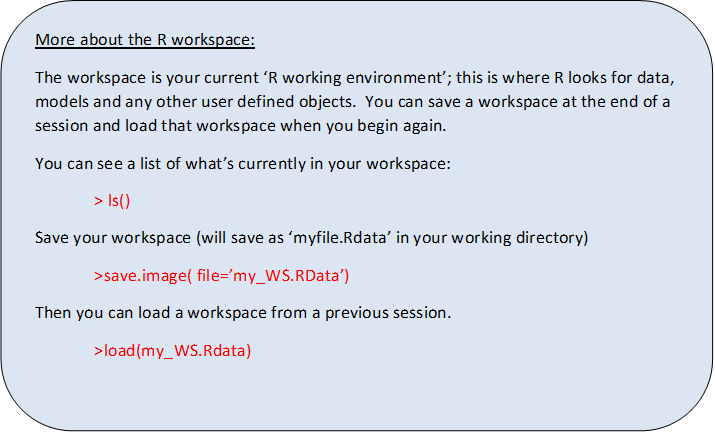 More about the R workspace:
The workspace is your current ‘R working environment’; this is where R looks for data,
models and any other user defined objects.  You can save a workspace at the end of a
session and load that workspace when you begin again.
You can see a list of what’s currently in your workspace:
> ls()
Save your workspace (will save as ‘myfile.Rdata’ in your working directory)
>save.image( file=’my_WS.RData’)
Then you can load a workspace from a previous session.
>load(my_WS.Rdata)